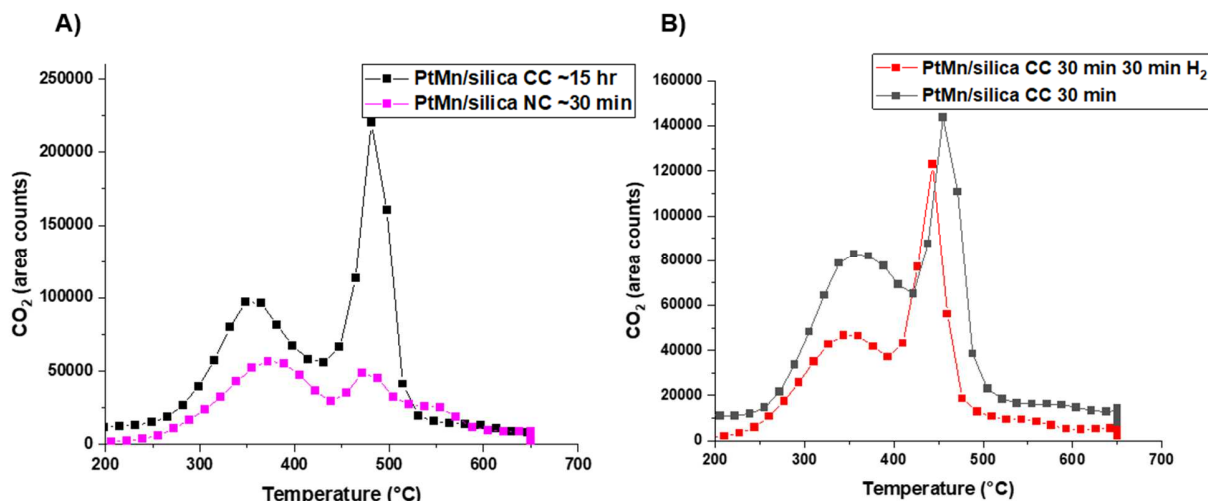 A)
PtMn/silica CC ~15 hr
PtMn/silica NC ~30 min
250000
200000
150000
100000
50000
0
CO2 (area counts)
200 300 400 500 600 700
Temperature (°C)
B)
PtMn/silica CC 30 min 30 min H2
PtMn/silica CC 30 min
160000
140000
120000
100000
80000
60000
40000
20000
0
CO2 (area counts)
200 300 400 500 600 700
Temperature (°C)